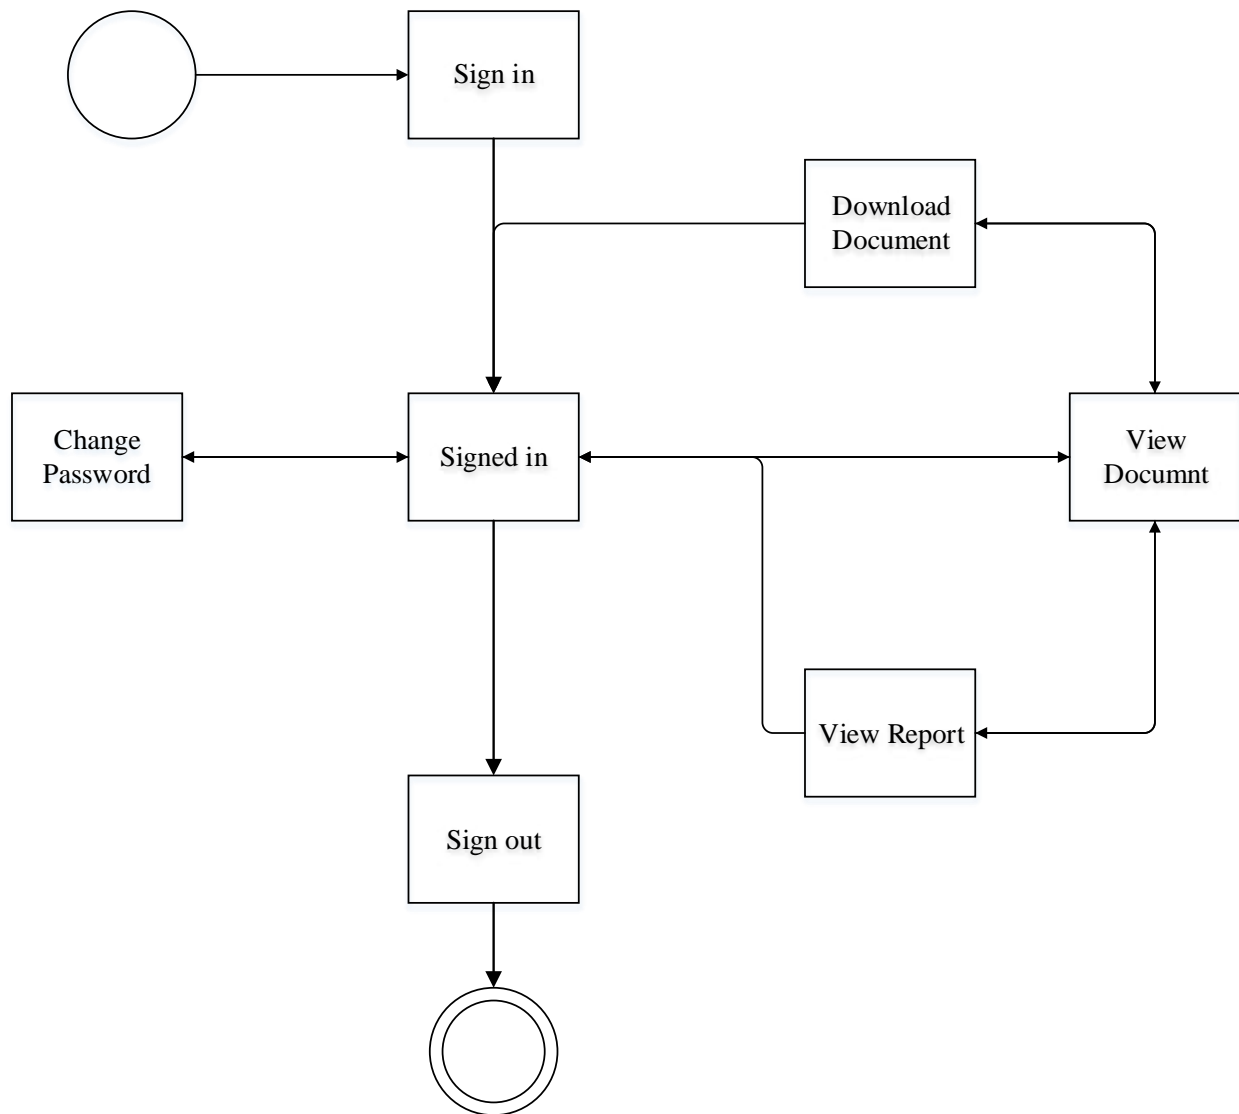 Sign in
Download
Document
Change
Password
Signed in
View
Documnt
View Report
Sign out